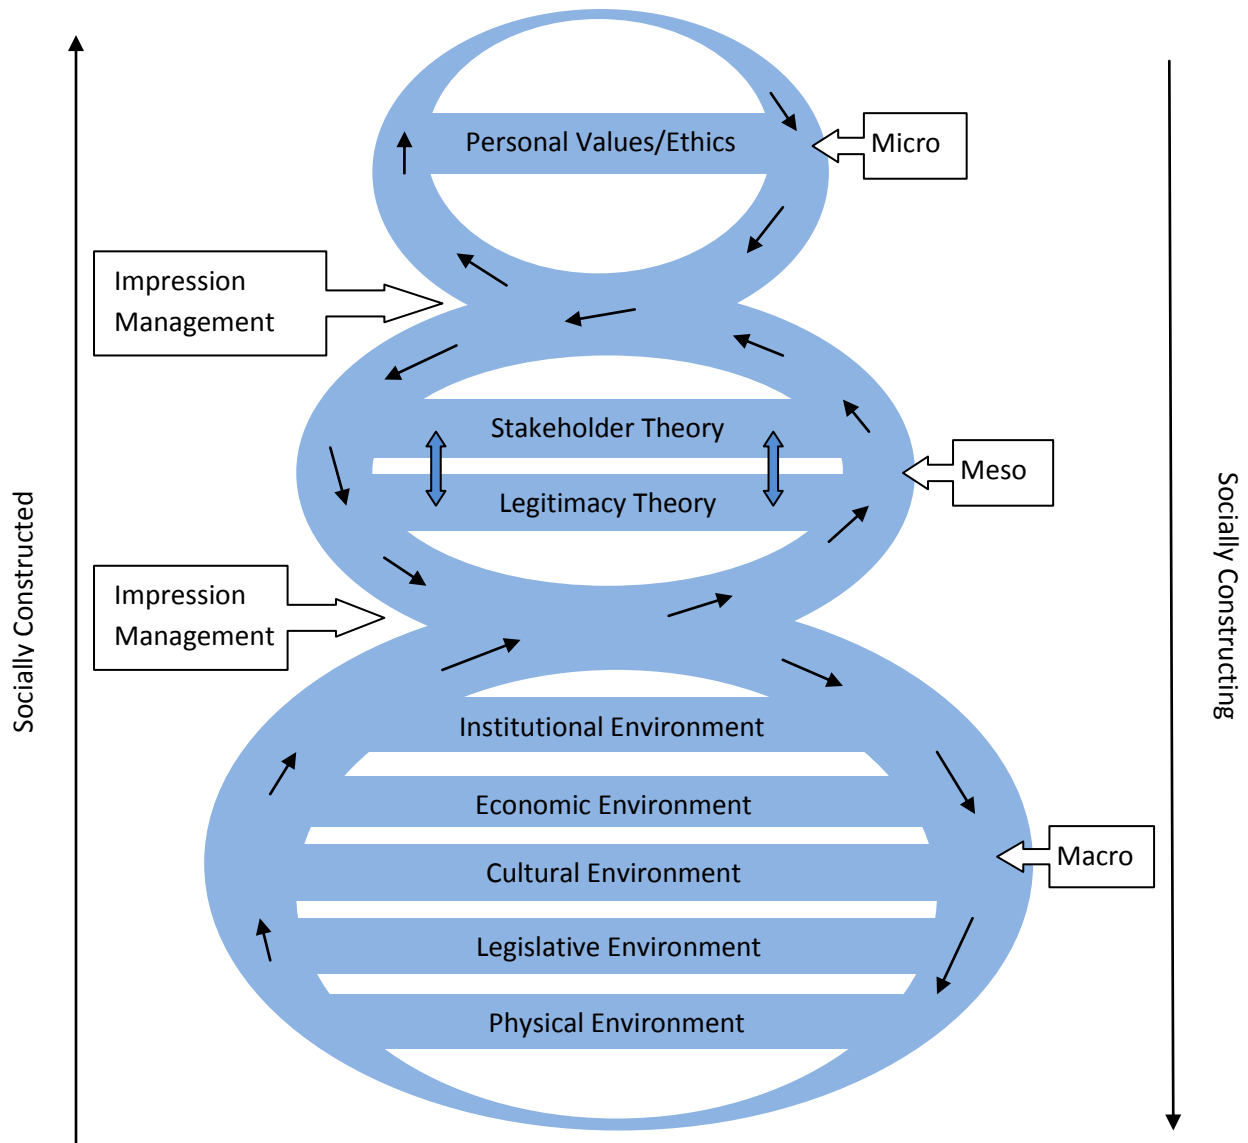 Personal Values/Ethics
Micro
Impression
Management
Stakeholder Theory
Meso
Legitimacy Theory
Socially Constructed
Socially Constructing
Impression
Management
Institutional Environment
Economic Environment
Macro
Cultural Environment
Legislative Environment
Physical Environment